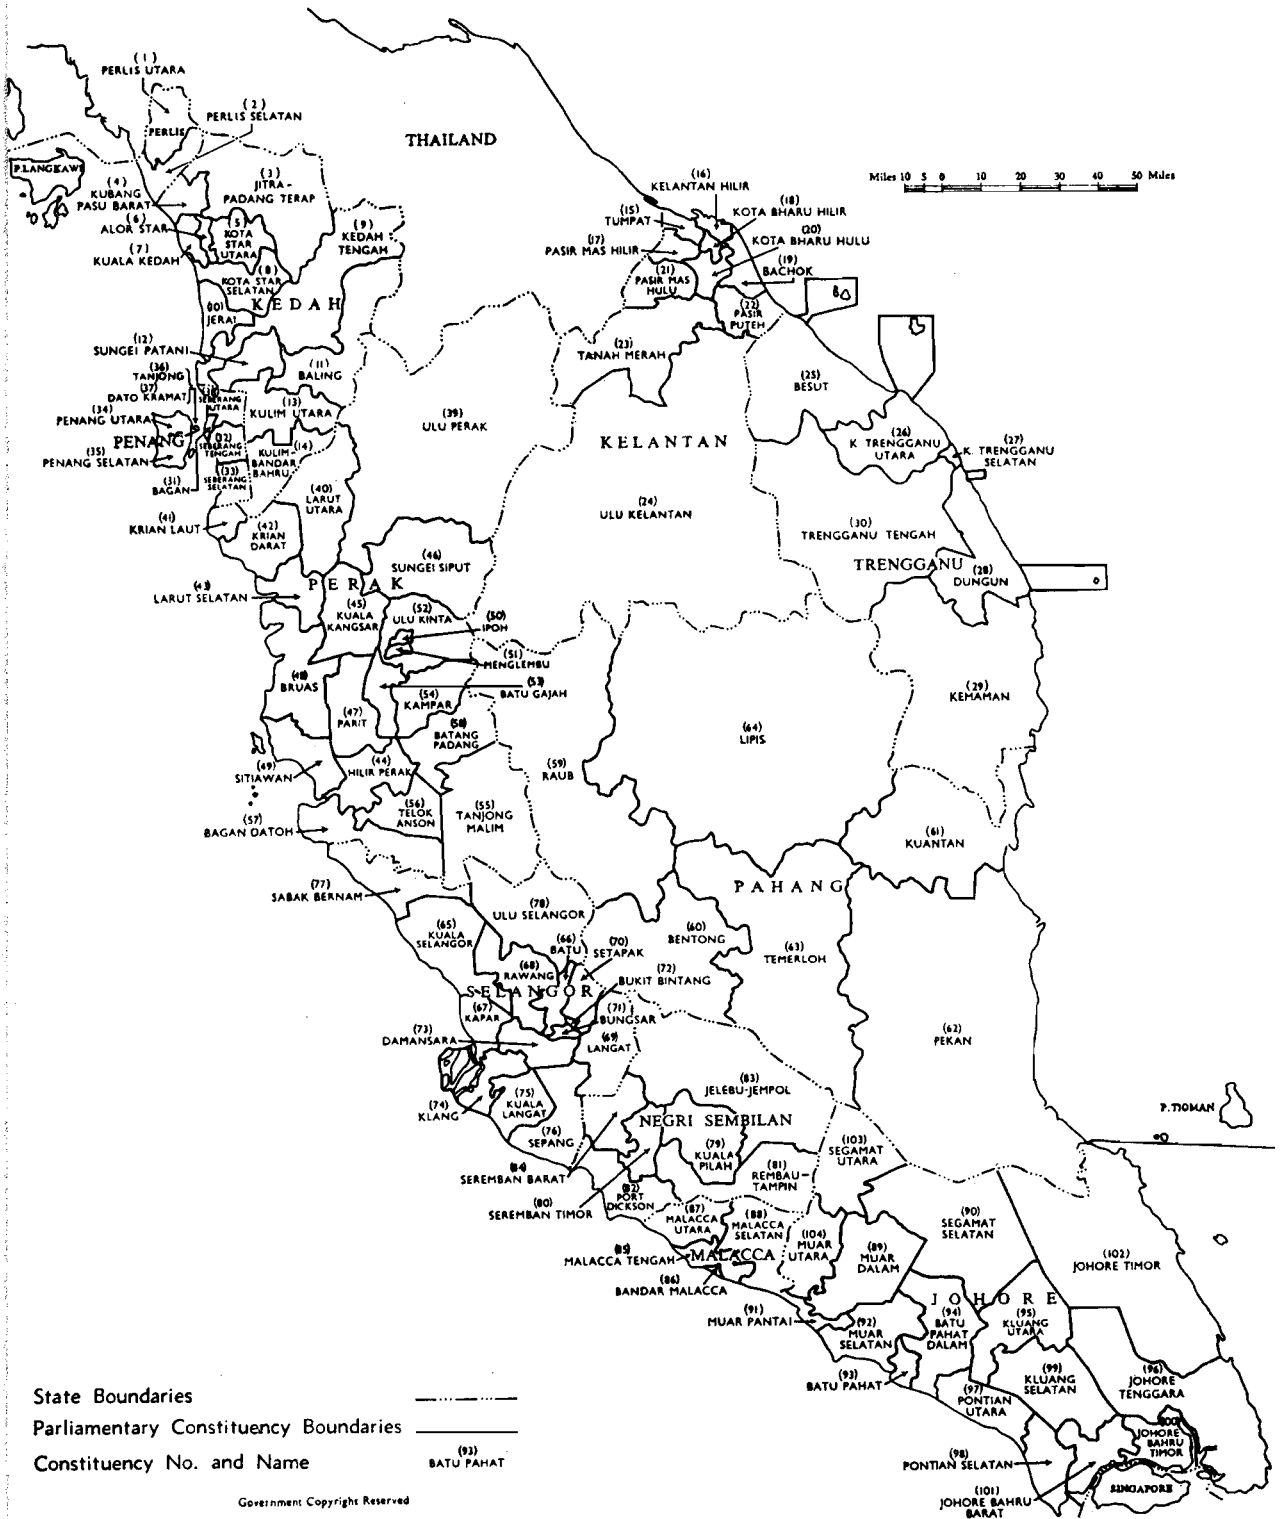 (1)
PERLIS UTARA
(2)
PERLIS SELATAN
PERLIS
THAILAND
P. LANGKAWI
(3)
JITRA-
PADANG TERAP
(4)
KUBANG
PASU BARAT
(6)
ALOR STAR
(5)
KOTA
STAR
UTARA
(7)
KUALA KEDAH
(9)
KEDAH
TENGAH
(8)
KOTA STAR
SELATAN
KEDAH
(10)
JERAI
(12)
SUNGEI PATANI
(11)
BALING
(36)
TANJONG
(37)
DATO KRAMAT
SEBERANG
UTARA
(13)
KULIM UTARA
(34)
PENANG UTARA
PENANG
(35)
PENANG SELATAN
(32)
SEBERANG
TENGAH
(14)
KULIM
BANDAR
BAHRU
(33)
SEBERANG
SELATAN
(31)
BAGAN
Miles 10 5 0 10 20 30 40 50 Miles
(16)
KELANTAN HILIR
(15)
TUMPAT
(18)
KOTA BHARU HILIR
(17)
PASIR MAS HILIR
(20)
KOTA BHARU HULU
(19)
BACHOK
(21)
PASIR MAS
HULU
(22)
PASIR
PUTEH
(23)
TANAH MERAH
(25)
BESUT
(39)
ULU PERAK
KELANTAN
(26)
K. TRENGGANU
UTARA
(27)
K. TRENGGANU
SELATAN
(24)
ULU KELANTAN
(30)
TRENGGANU TENGAH
TRENGGANU
(28)
DUNGUN
(40)
LARUT
UTARA
(41)
KRIAN LAUT
(42)
KRIAN
DARAT
(46)
SUNGEI SIPUT
PERAK
(43)
LARUT SELATAN
(45)
KUALA
KANGSAR
(52)
ULU KINTA
(50)
IPOH
(51)
MENGLEMBU
(53)
BATU GAJAH
(48)
BRUAS
(54)
KAMPAR
(47)
PARIT
(58)
BATANG
PADANG
(29)
KEMAMAN
(64)
LIPIS
(59)
RAUB
(49)
SITIAWAN
(44)
HILIR PERAK
(56)
TELOK
ANSON
(55)
TANJONG
MALIM
(57)
BAGAN DATOH
(61)
KUANTAN
PAHANG
(77)
SABAK BERNAM
(78)
ULU SELANGOR
(65)
KUALA
SELANGOR
(66)
BATU
(70)
SETAPAK
(60)
BENTONG
(63)
TEMERLOH
(68)
RAWANG
(72)
BUKIT BINTANG
SELANGOR
(67)
KAPAR
(71)
BUNGSAR
(73)
DAMANSARA
(69)
LANGAT
(62)
PEKAN
(83)
JELEBU-JEMPOL
(74)
KLANG
(75)
KUALA
LANGAT
(76)
SEPANG
NEGRI SEMBILAN
(79)
KUALA
PILAH
P. TIOMAN
(103)
SEGAMAT
UTARA
(84)
SEREMBAN BARAT
(81)
REMBAU-
TAMPIN
(80)
SEREMBAN TIMOR
(82)
PORT
DICKSON
(87)
MALACCA
UTARA
(88)
MALACCA
SELATAN
(104)
MUAR
UTARA
(90)
SEGAMAT
SELATAN
(85)
MALACCA TENGAH
MALACCA
(89)
MUAR
DALAM
(102)
JOHORE TIMOR
(86)
BANDAR MALACCA
JOHORE
(91)
MUAR PANTAI
(92)
MUAR
SELATAN
(94)
BATU
PAHAT
DALAM
(95)
KLUANG
UTARA
(93)
BATU PAHAT
(99)
KLUANG
SELATAN
(96)
JOHORE
TENGGARA
(97)
PONTIAN
UTARA
(100)
JOHORE
BAHRU
TIMOR
(98)
PONTIAN SELATAN
(101)
JOHORE BAHRU
BARAT
SINGAPORE
State Boundaries
Parliamentary Constituency Boundaries
Constituency No. and Name
(93)
BATU PAHAT
Government Copyright Reserved